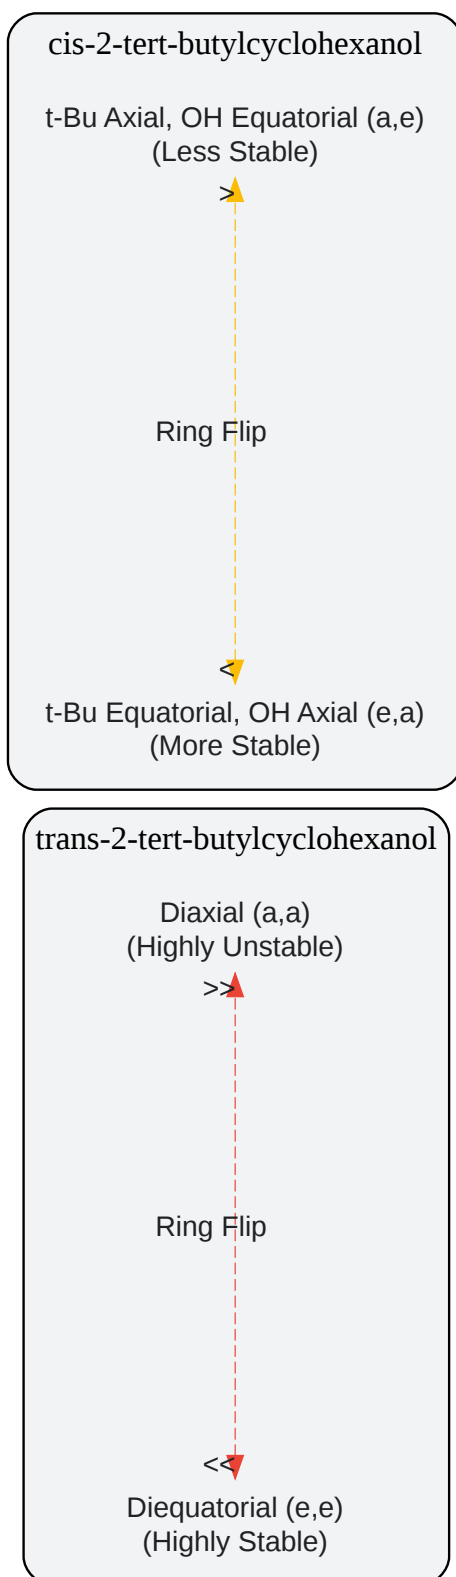 cis-2-tert-butylcyclohexanol
t-Bu Axial, OH Equatorial (a,e)
(Less Stable)
>
Ring Flip
<
t-Bu Equatorial, OH Axial (e,a)
(More Stable)
trans-2-tert-butylcyclohexanol
Diaxial (a,a)
(Highly Unstable)
>>
Ring Flip
<<
Diequatorial (e,e)
(Highly Stable)